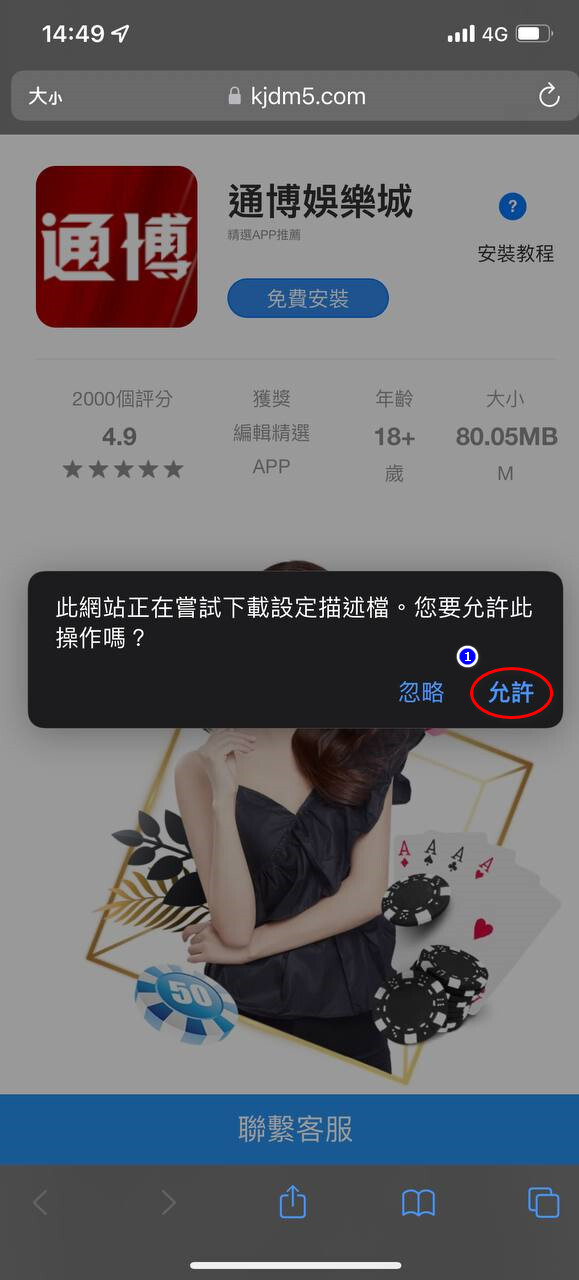 14:49
4G
大小
kjdm5.com
通博
通博娛樂城
精選APP推薦
免費安裝
?
安裝教程
2000個評分
4.9
獲獎
編輯精選
APP
年齡
18+
歲
大小
80.05MB
M
此網站正在嘗試下載設定描述檔。您要允許此
操作嗎？
1
忽略
允許
A
A
A
A
50
聯繫客服